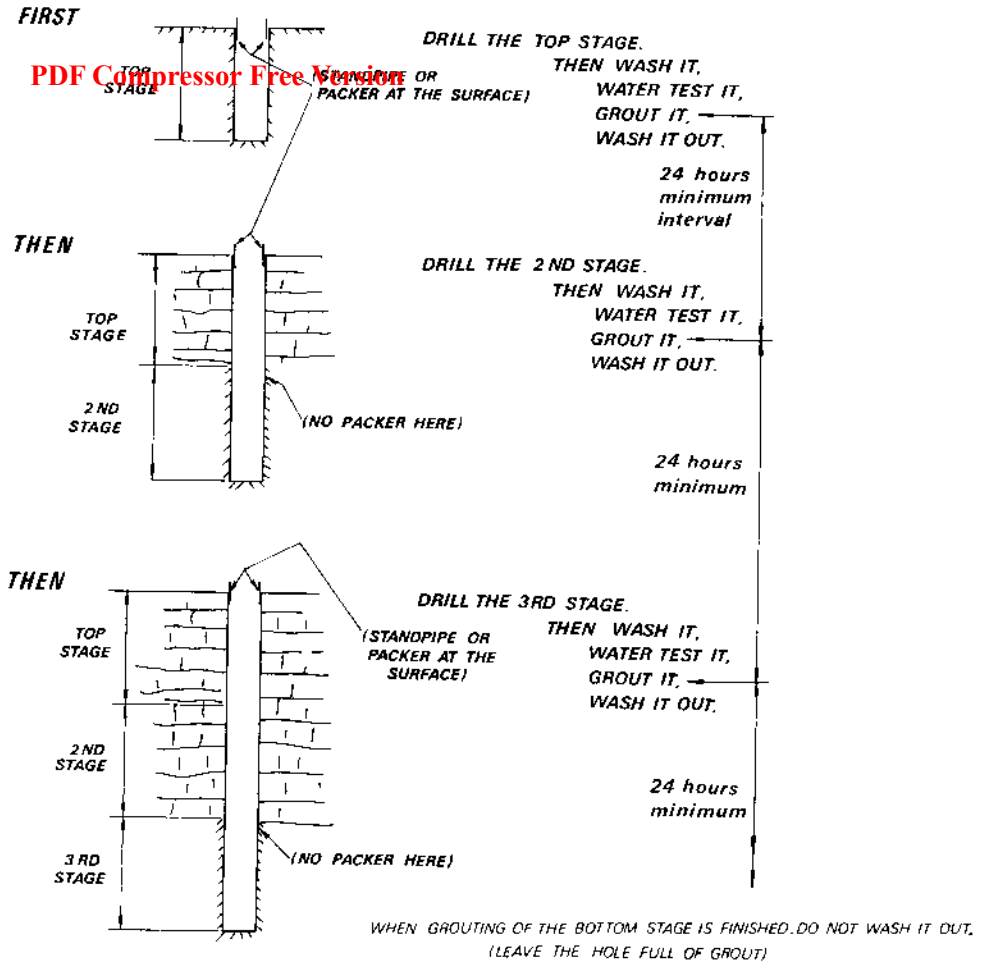 FIRST
DRILL THE TOP STAGE.
THEN WASH IT,
WATER TEST IT,
GROUT IT,
WASH IT OUT.
PDF Compressor Free Version
TOP
STAGE
(STANDPIPE OR
PACKER AT THE SURFACE)
24 hours
minimum
interval
THEN
DRILL THE 2ND STAGE.
THEN WASH IT,
WATER TEST IT,
GROUT IT,
WASH IT OUT.
TOP
STAGE
2ND
STAGE
(NO PACKER HERE)
24 hours
minimum
THEN
DRILL THE 3RD STAGE.
THEN WASH IT,
WATER TEST IT,
GROUT IT,
WASH IT OUT.
TOP
STAGE
(STANDPIPE OR
PACKER AT THE
SURFACE)
2ND
STAGE
24 hours
minimum
3RD
STAGE
(NO PACKER HERE)
WHEN GROUTING OF THE BOTTOM STAGE IS FINISHED.DO NOT WASH IT OUT.
(LEAVE THE HOLE FULL OF GROUT)